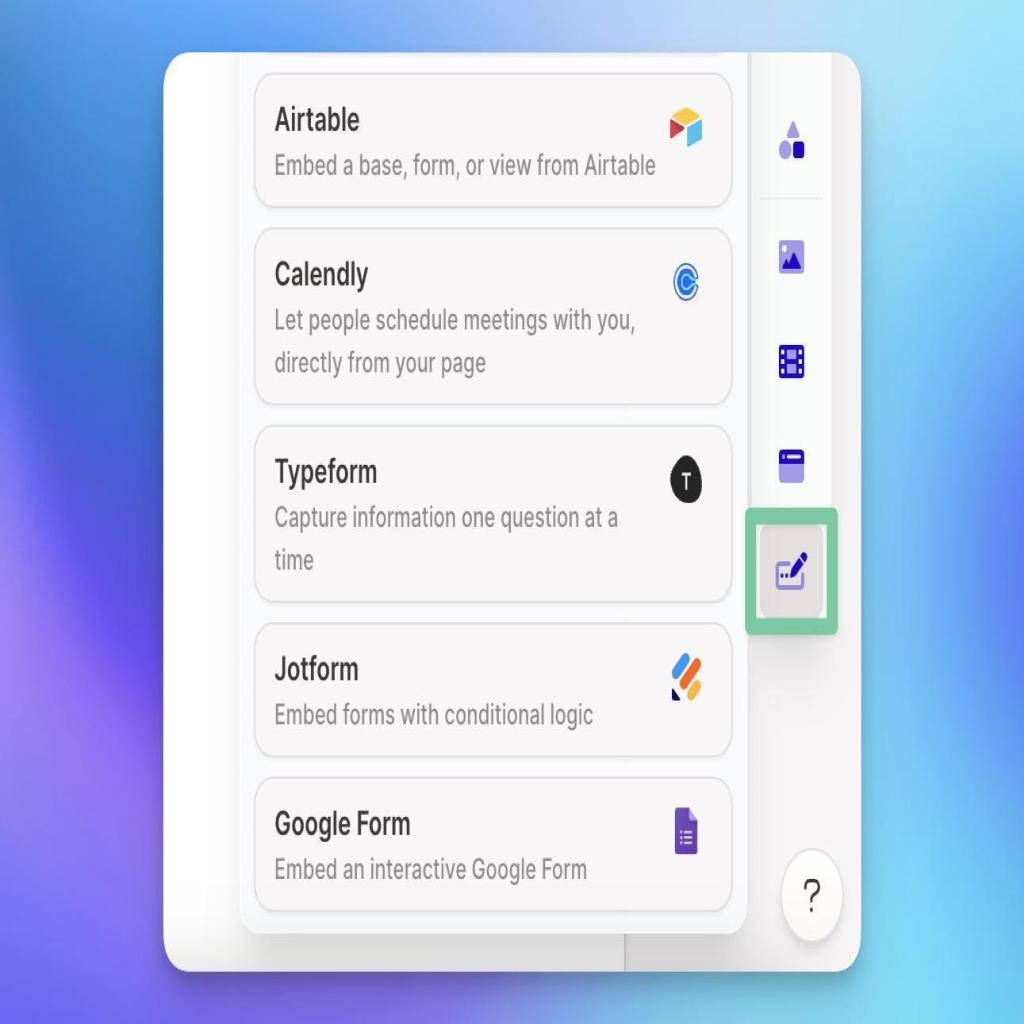 Airtable
Embed a base, form, or view from Airtable
Calendly
Let people schedule meetings with you,
directly from your page
Typeform
T
Capture information one question at a
time
Jotform
Embed forms with conditional logic
Google Form
Embed an interactive Google Form
?